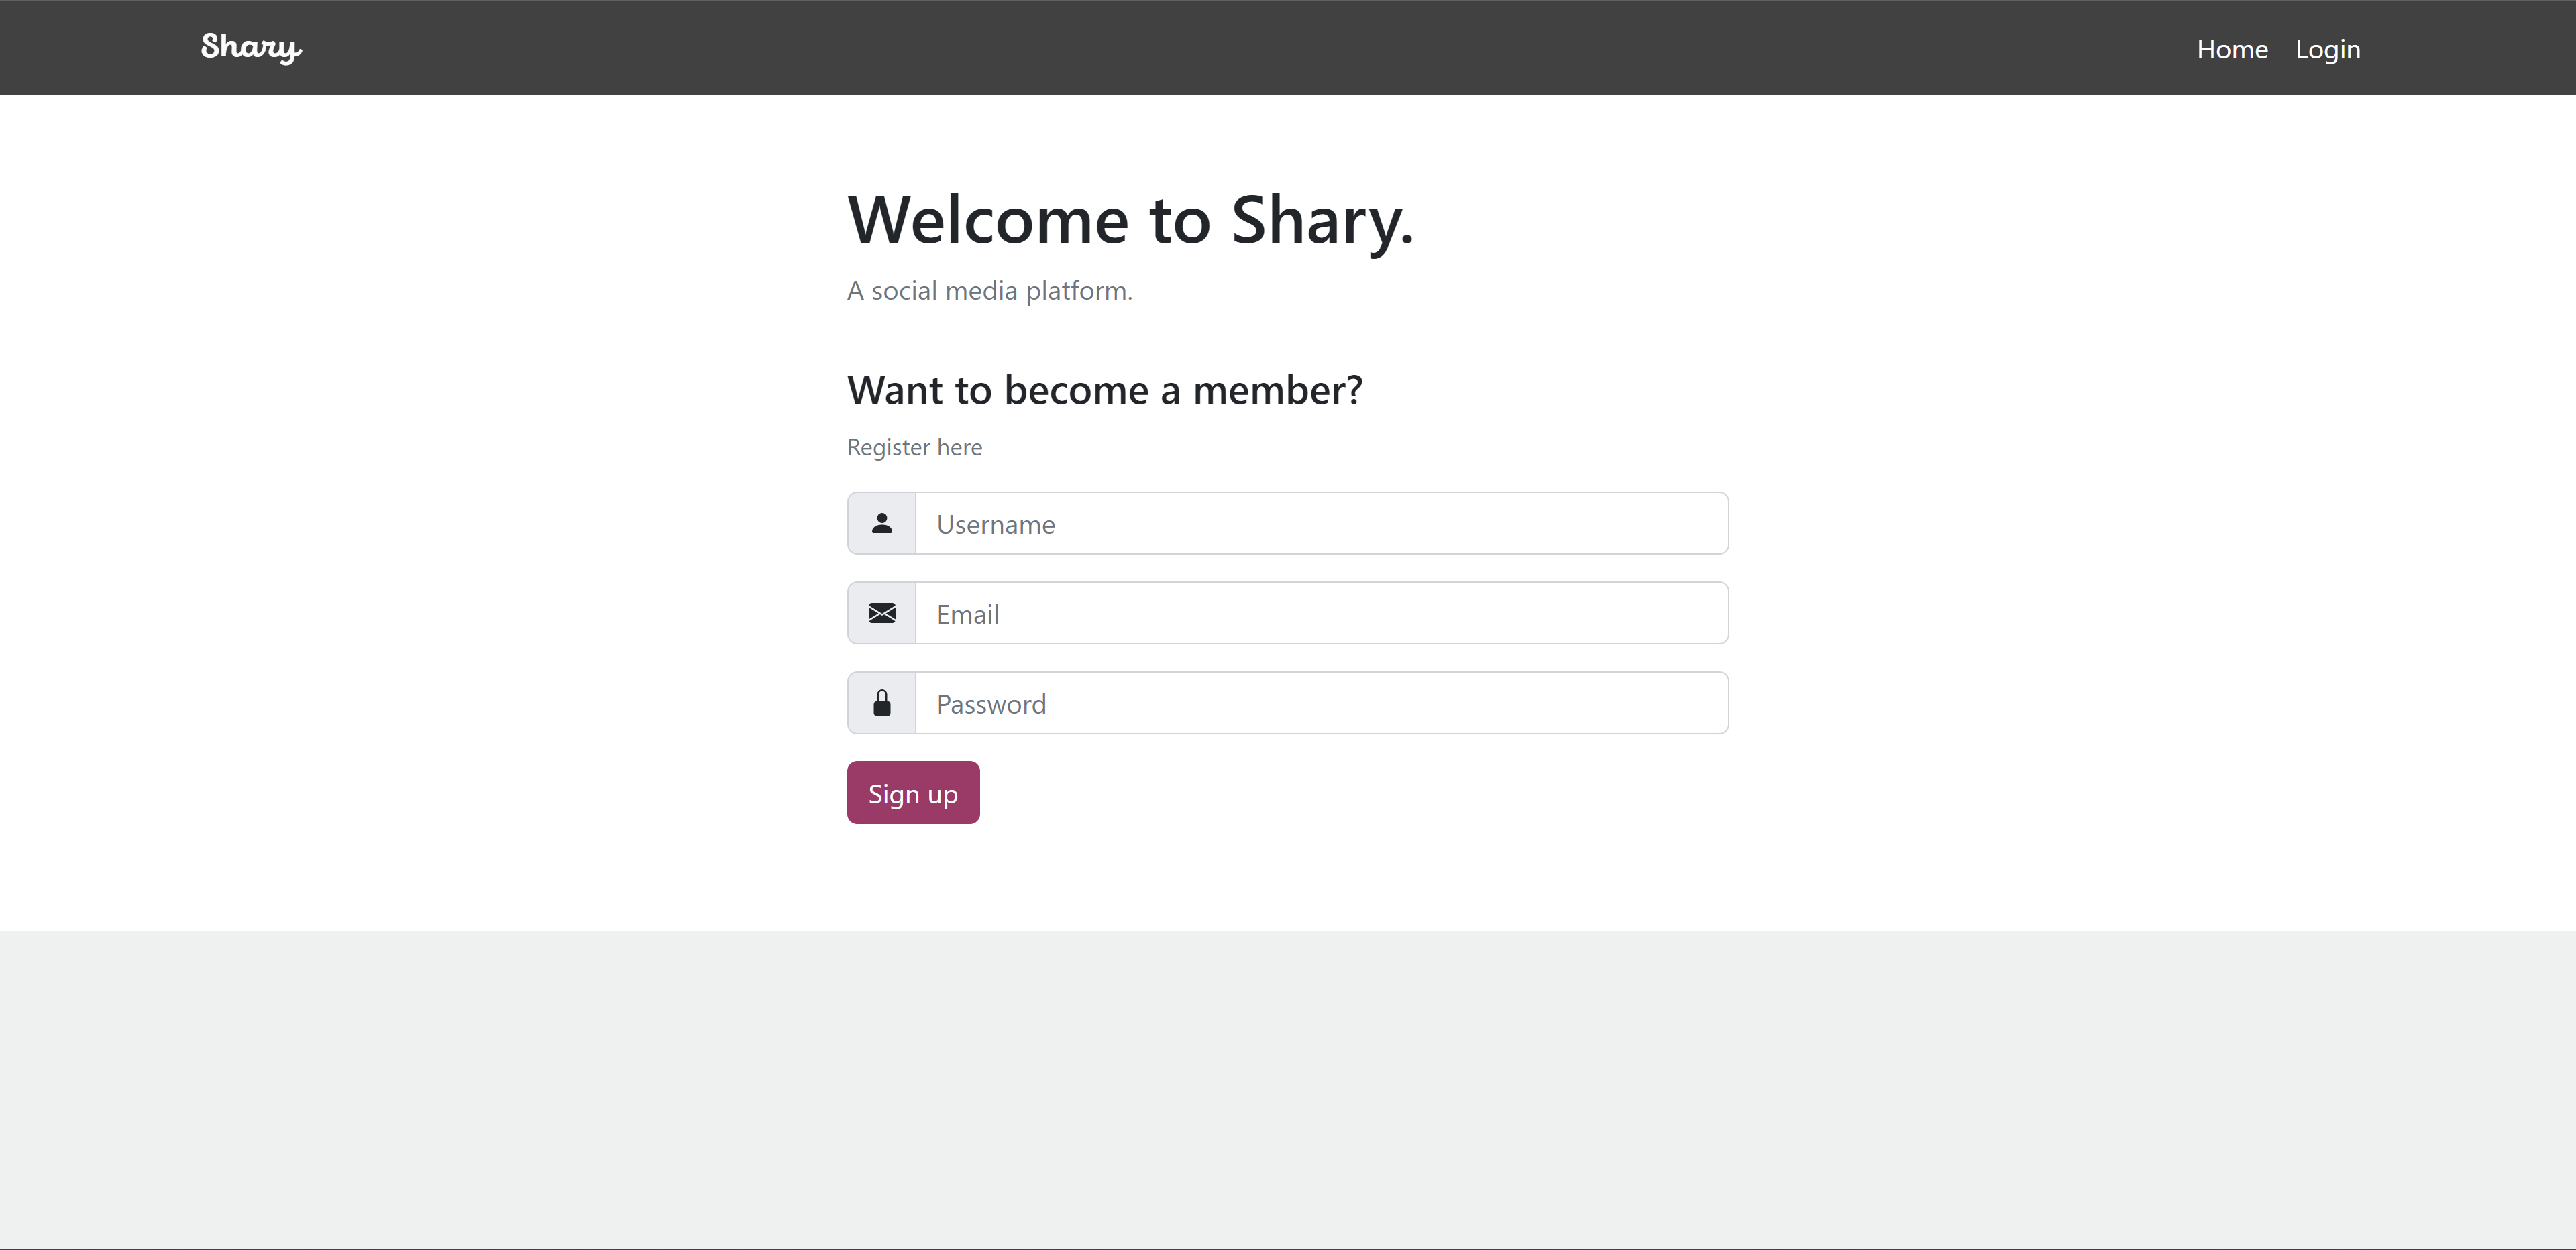 Shary
Home Login
Welcome to Shary.
A social media platform.
Want to become a member?
Register here
Username
Email
Password
Sign up